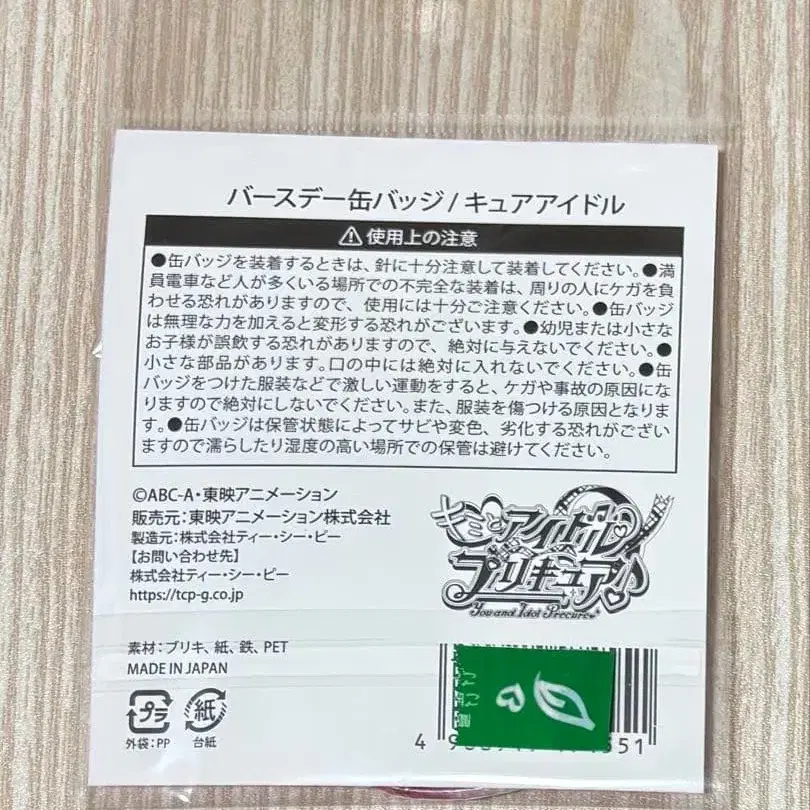 バースデー缶バッジ/キュアアイドル
⚠使用上の注意
●缶バッジを装着するときは、針に十分注意して装着してください。●満
員電車など人が多くいる場所での不完全な装着は、周りの人にケガを負
わせる恐れがありますので、使用には十分ご注意ください。●缶バッジ
は無理な力を加えると変形する恐れがございます。●幼児または小さな
お子様が誤飲する恐れがありますので、絶対に与えないでください。●
小さな部品があります。口の中には絶対に入れないでください。●缶
バッジをつけた服装などで激しい運動をすると、ケガや事故の原因にな
りますので絶対にしないでください。また、服装を傷つける原因となりま
す。●缶バッジは保管状態によってサビや変色、劣化する恐れがござい
ますので濡らしたり湿度の高い場所での保管は避けてください。
©ABC-A・東映アニメーション
販売元：東映アニメーション株式会社
製造元：株式会社ティー・シー・ピー
【お問い合わせ先】
株式会社ティー・シー・ピー
https://tcp-g.co.jp
キミとアイドル
プリキュア♪
You and Idol Precure♪
素材：ブリキ、紙、鉄、PET
MADE IN JAPAN
プラ 紙
外袋：PP 台紙
4 551